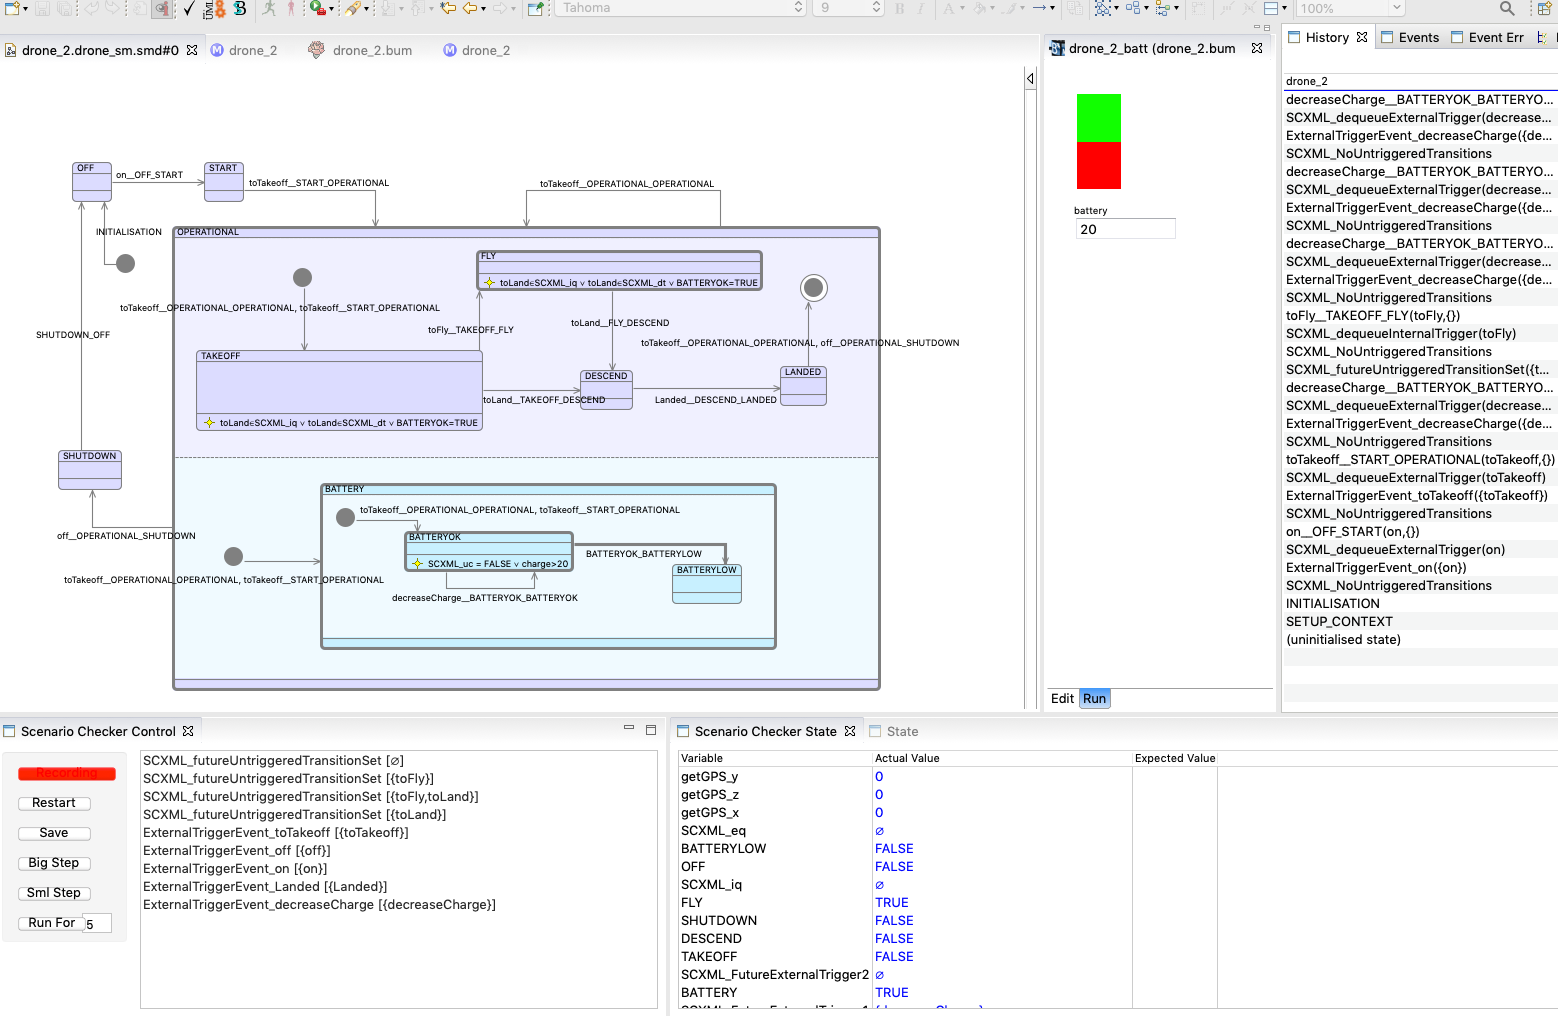 Tahoma
9
100%
drone_2.drone_sm.smd#0
drone_2
drone_2.bum
drone_2
OFF
on__OFF_START
START
toTakeoff__START_OPERATIONAL
toTakeoff__OPERATIONAL_OPERATIONAL
INITIALISATION
OPERATIONAL
FLY
toLand∈SCXML_iq ∨ toLand∈SCXML_dt ∨ BATTERYOK=TRUE
toTakeoff__OPERATIONAL_OPERATIONAL, toTakeoff__START_OPERATIONAL
toFly__TAKEOFF_FLY
toLand__FLY_DESCEND
SHUTDOWN_OFF
toTakeoff__OPERATIONAL_OPERATIONAL, off__OPERATIONAL_SHUTDOWN
TAKEOFF
DESCEND
LANDED
toLand__TAKEOFF_DESCEND
Landed__DESCEND_LANDED
toLand∈SCXML_iq ∨ toLand∈SCXML_dt ∨ BATTERYOK=TRUE
SHUTDOWN
BATTERY
toTakeoff__OPERATIONAL_OPERATIONAL, toTakeoff__START_OPERATIONAL
off__OPERATIONAL_SHUTDOWN
BATTERYOK
BATTERYOK_BATTERYLOW
SCXML_uc = FALSE ∨ charge>20
BATTERYLOW
toTakeoff__OPERATIONAL_OPERATIONAL, toTakeoff__START_OPERATIONAL
decreaseCharge__BATTERYOK_BATTERYOK
drone_2_batt (drone_2.bum
battery
20
Edit Run
History
Events
Event Err
drone_2
decreaseCharge__BATTERYOK_BATTERYO...
SCXML_dequeueExternalTrigger(decrease...
ExternalTriggerEvent_decreaseCharge({de...
SCXML_NoUntriggeredTransitions
decreaseCharge__BATTERYOK_BATTERYO...
SCXML_dequeueExternalTrigger(decrease...
ExternalTriggerEvent_decreaseCharge({de...
SCXML_NoUntriggeredTransitions
decreaseCharge__BATTERYOK_BATTERYO...
SCXML_dequeueExternalTrigger(decrease...
ExternalTriggerEvent_decreaseCharge({de...
SCXML_NoUntriggeredTransitions
toFly__TAKEOFF_FLY(toFly,{})
SCXML_dequeueInternalTrigger(toFly)
SCXML_NoUntriggeredTransitions
SCXML_futureUntriggeredTransitionSet({t...
decreaseCharge__BATTERYOK_BATTERYO...
SCXML_dequeueExternalTrigger(decrease...
ExternalTriggerEvent_decreaseCharge({de...
SCXML_NoUntriggeredTransitions
toTakeoff__START_OPERATIONAL(toTakeoff,{})
SCXML_dequeueExternalTrigger(toTakeoff)
ExternalTriggerEvent_toTakeoff({toTakeoff})
SCXML_NoUntriggeredTransitions
on__OFF_START(on,{})
SCXML_dequeueExternalTrigger(on)
ExternalTriggerEvent_on({on})
SCXML_NoUntriggeredTransitions
INITIALISATION
SETUP_CONTEXT
(uninitialised state)
Scenario Checker Control
Recording
Restart
Save
Big Step
Sml Step
Run For 5
SCXML_futureUntriggeredTransitionSet [∅]
SCXML_futureUntriggeredTransitionSet [{toFly}]
SCXML_futureUntriggeredTransitionSet [{toFly,toLand}]
SCXML_futureUntriggeredTransitionSet [{toLand}]
ExternalTriggerEvent_toTakeoff [{toTakeoff}]
ExternalTriggerEvent_off [{off}]
ExternalTriggerEvent_on [{on}]
ExternalTriggerEvent_Landed [{Landed}]
ExternalTriggerEvent_decreaseCharge [{decreaseCharge}]
Scenario Checker State
State
Variable Actual Value Expected Value
getGPS_y 0
getGPS_z 0
getGPS_x 0
SCXML_eq ∅
BATTERYLOW FALSE
OFF FALSE
SCXML_iq ∅
FLY TRUE
SHUTDOWN FALSE
DESCEND FALSE
TAKEOFF FALSE
SCXML_FutureExternalTrigger2 ∅
BATTERY TRUE